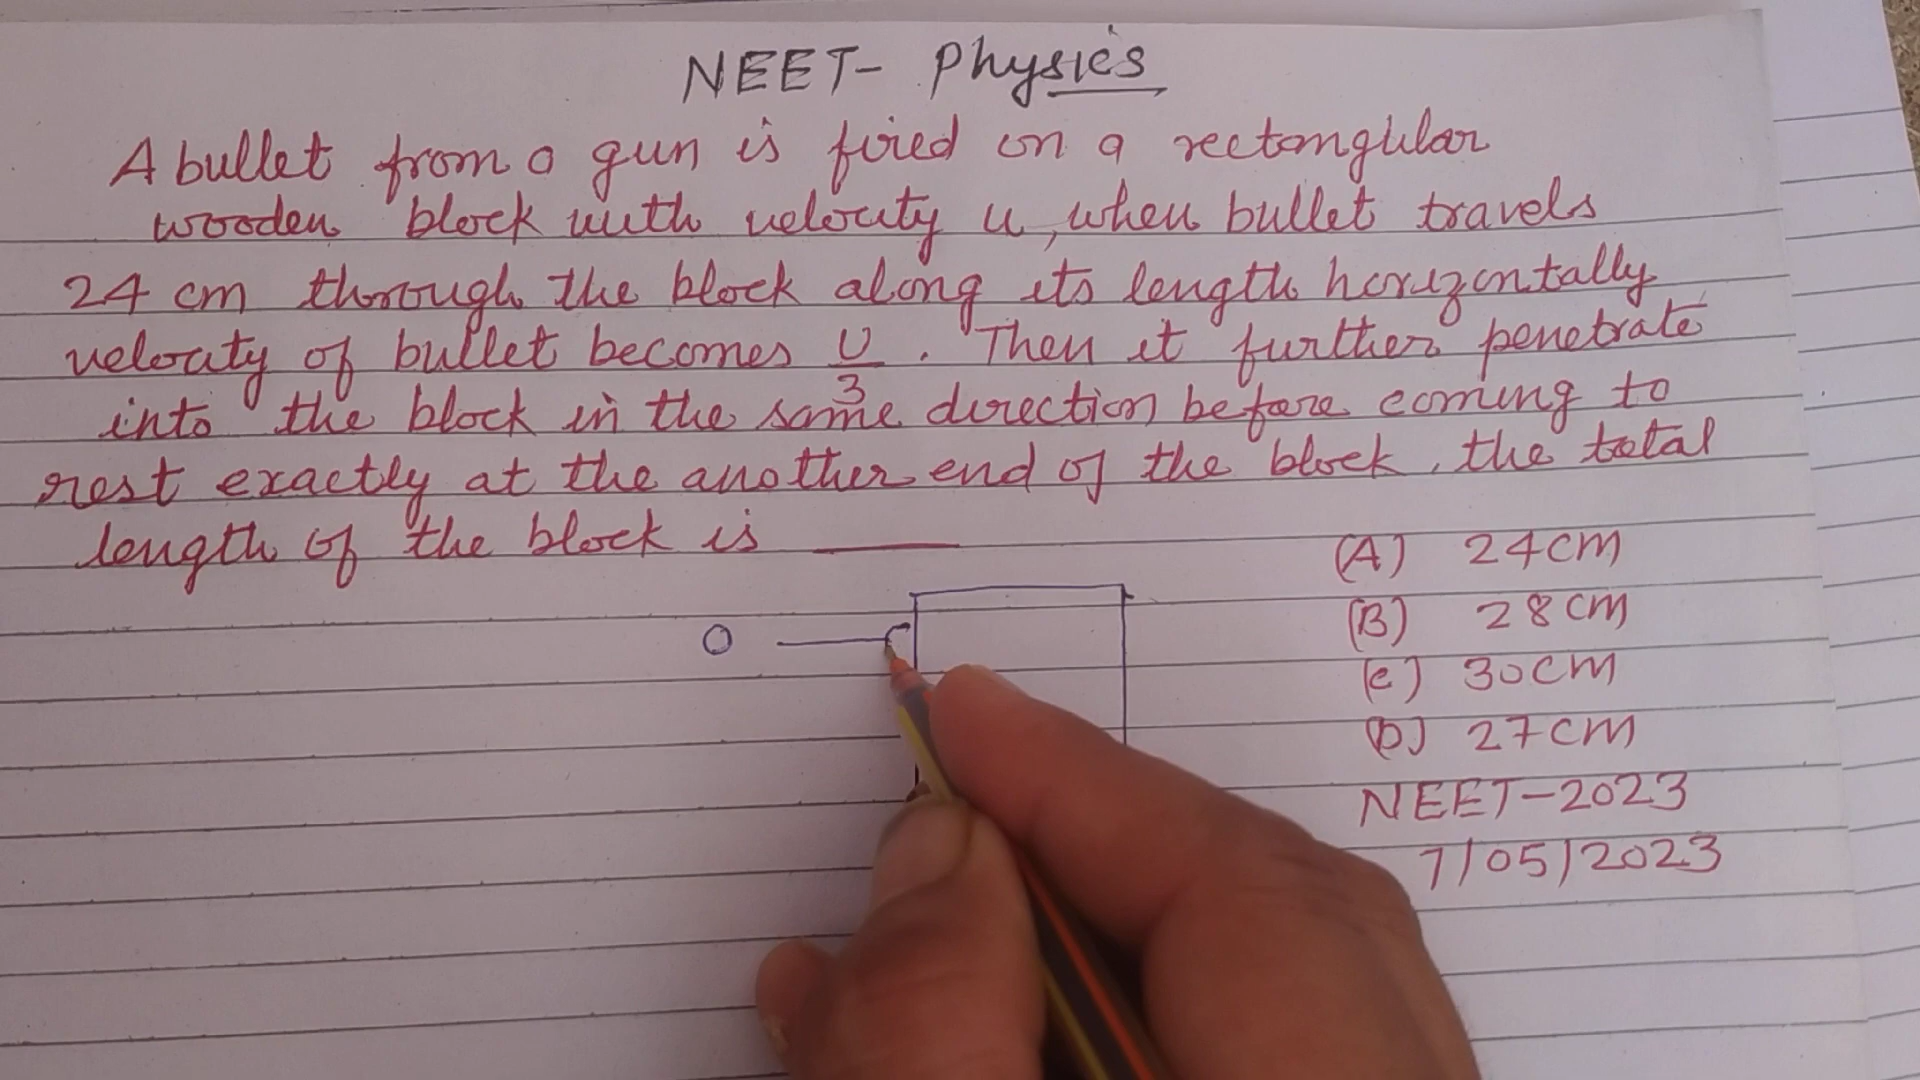 NEET- Physics
A bullet from a gun is fired on a rectangular
wooden block with velocity u, when bullet travels
24 cm through the block along its length horizontally
velocity of bullet becomes U/3. Then it further penetrate
into the block in the same direction before coming to
rest exactly at the another end of the block, the total
length of the block is ____
(A) 24cm
(B) 28cm
(c) 30cm
(D) 27cm
NEET-2023
7/05/2023